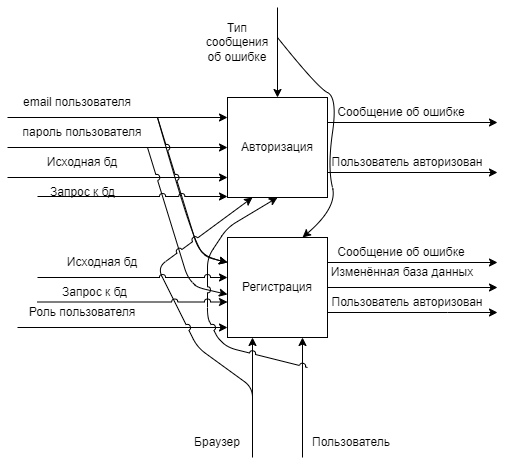 Тип
сообщения
об ошибке
email пользователя
Сообщение об ошибке
пароль пользователя
Авторизация
Исходная бд
Пользователь авторизован
Запрос к бд
Сообщение об ошибке
Исходная бд
Изменённая база данных
Запрос к бд
Регистрация
Пользователь авторизован
Роль пользователя
Браузер
Пользователь